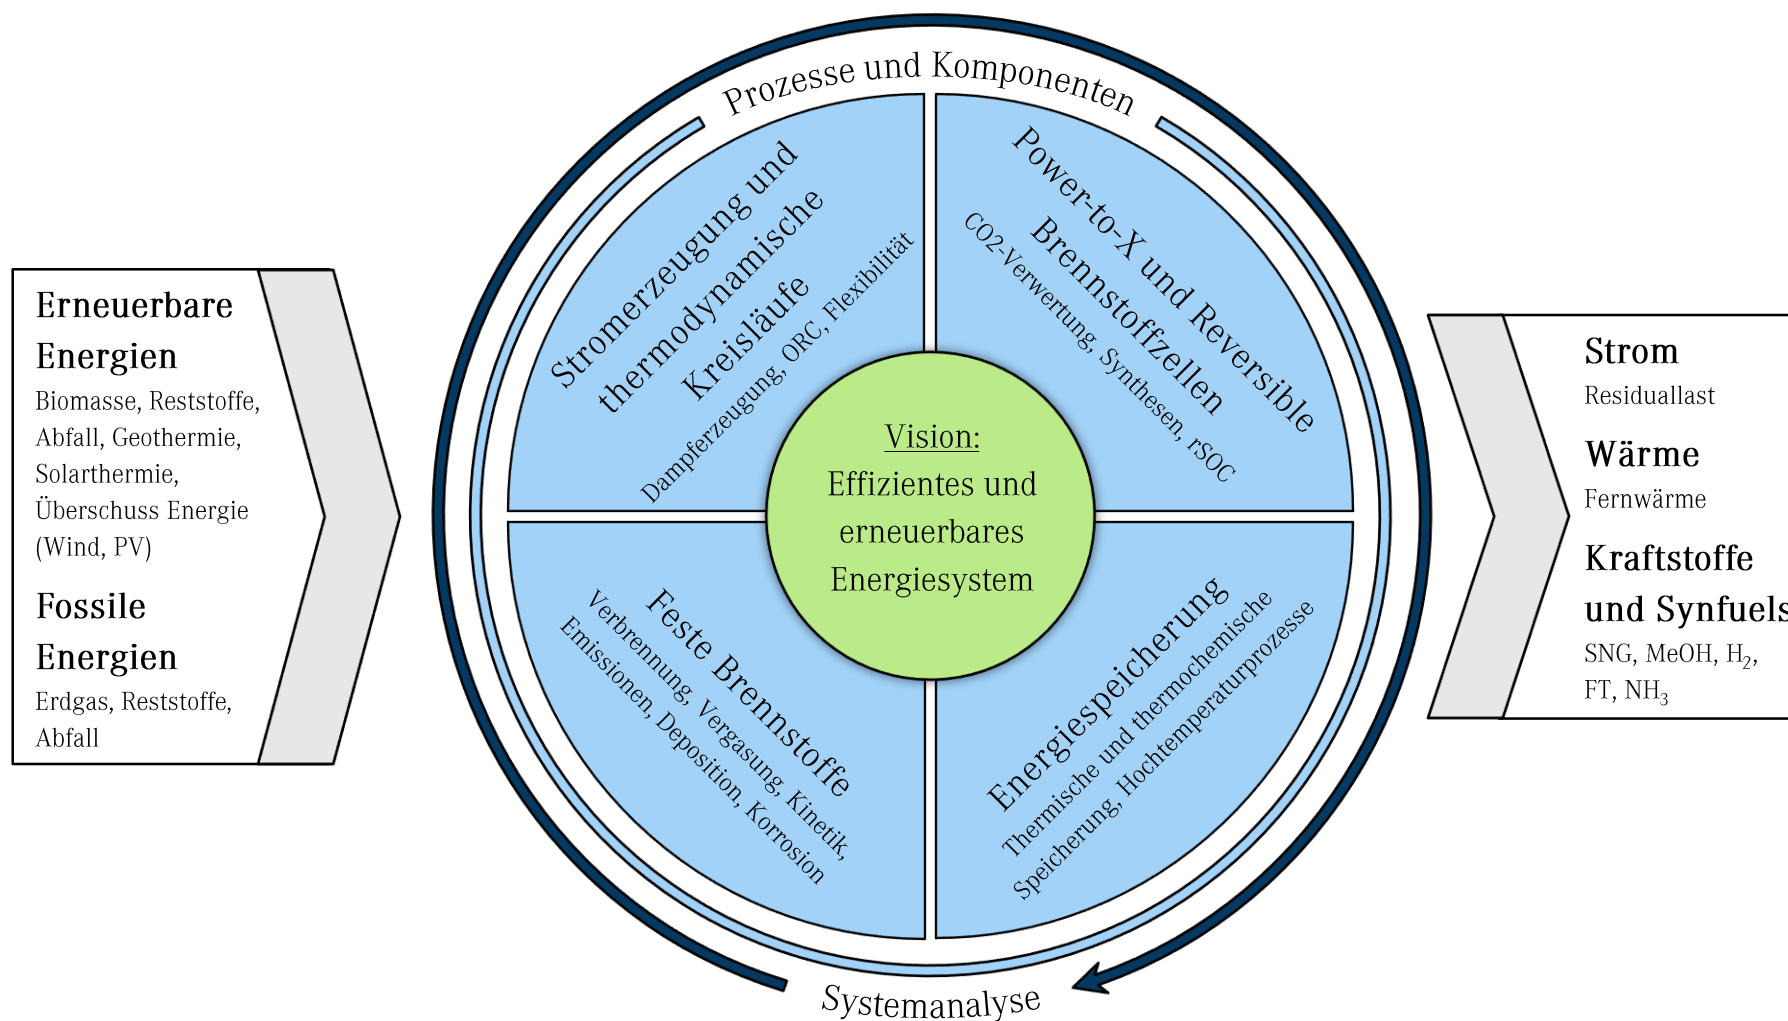 Erneuerbare
Energien
Biomasse, Reststoffe,
Abfall, Geothermie,
Solarthermie,
Überschuss Energie
(Wind, PV)
Fossile
Energien
Erdgas, Reststoffe,
Abfall
Prozesse und Komponenten
Stromerzeugung und
thermodynamische
Kreisläufe
Dampferzeugung, ORC, Flexibilität
Power-to-X und Reversible
Brennstoffzellen
CO2-Verwertung, Synthesen, rSOC
Vision:
Effizientes und
erneuerbares
Energiesystem
Feste Brennstoffe
Verbrennung, Vergasung, Kinetik,
Emissionen, Deposition, Korrosion
Energiespeicherung
Thermische und thermochemische
Speicherung, Hochtemperaturprozesse
Systemanalyse
Strom
Residuallast
Wärme
Fernwärme
Kraftstoffe
und Synfuels
SNG, MeOH, H₂,
FT, NH₃